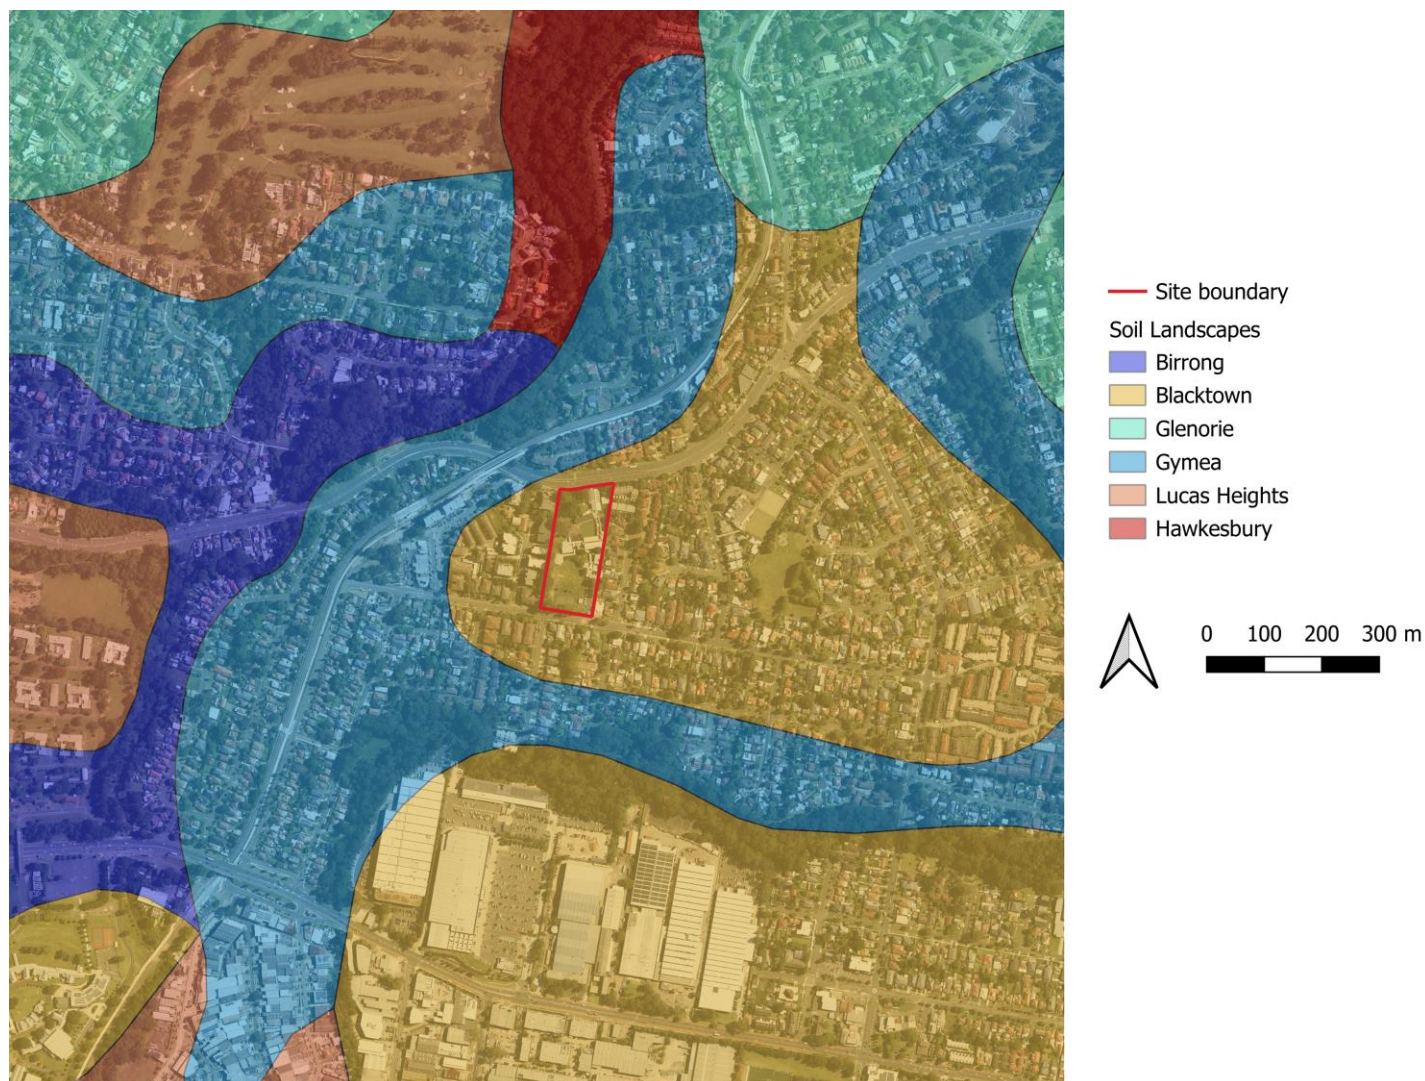 Site boundary
Soil Landscapes
Birrong
Blacktown
Glenorie
Gymea
Lucas Heights
Hawkesbury
0 100 200 300 m